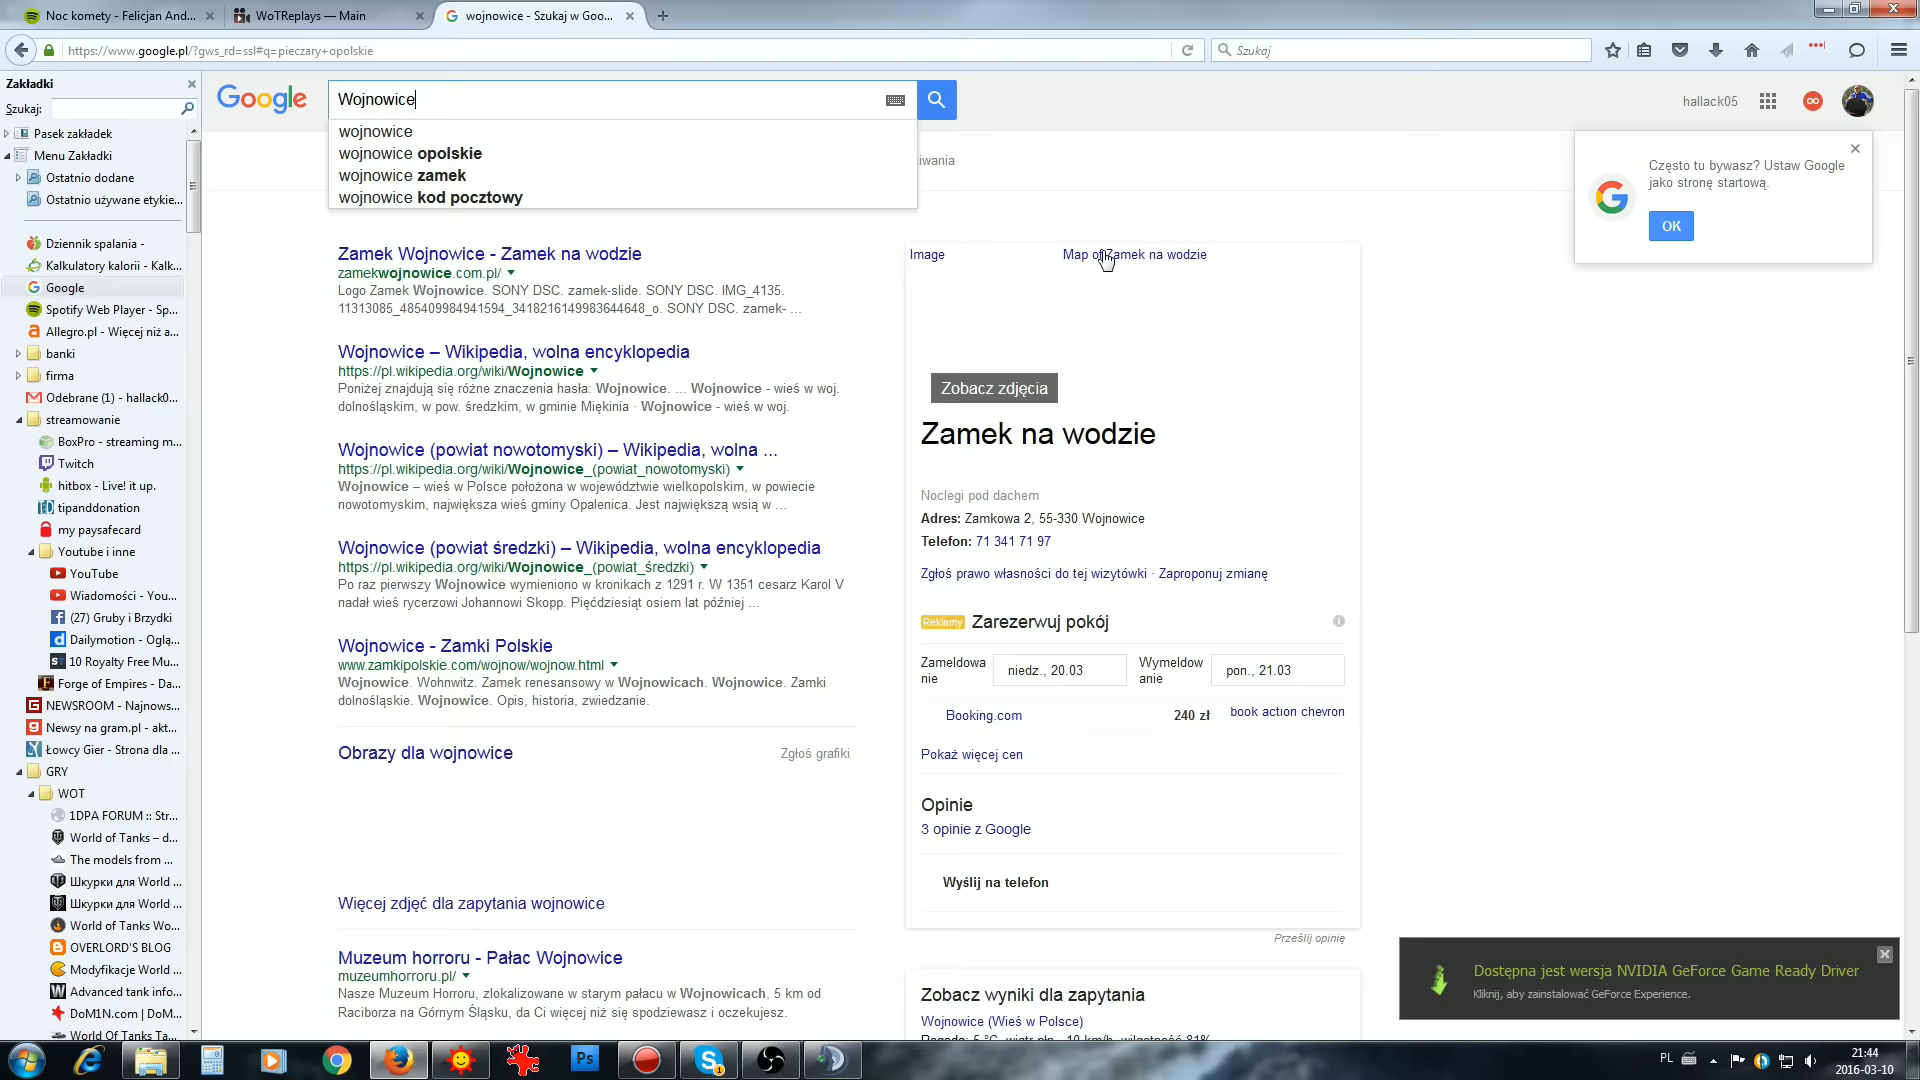 Noc komety - Felicjan And...
WoTReplays — Main
wojnowice - Szukaj w Goo...
https://www.google.pl/?gws_rd=ssl#q=pieczary+opolskie
Szukaj
Zakładki
Szukaj:
Pasek zakładek
Menu Zakładki
Ostatnio dodane
Ostatnio używane etykie...
Dziennik spalania -
Kalkulatory kalorii - Kalk...
Google
Spotify Web Player - Sp...
Allegro.pl - Więcej niż a...
banki
firma
Odebrane (1) - hallack0...
streamowanie
BoxPro - streaming m...
Twitch
hitbox - Live! it up.
tipanddonation
my paysafecard
Youtube i inne
YouTube
Wiadomości - You...
(27) Gruby i Brzydki
Dailymotion - Oglą...
10 Royalty Free Mu...
Forge of Empires - Da...
NEWSROOM - Najnows...
Newsy na gram.pl - akt...
Łowcy Gier - Strona dla ...
GRY
WOT
1DPA FORUM :: Str...
World of Tanks – d...
The models from ...
Шкурки для World ...
Шкурки для World ...
World of Tanks Wo...
OVERLORD'S BLOG
Modyfikacje World ...
Advanced tank info...
DoM1N.com | DoM...
World Of Tanks Ta...
Google
Wojnowice
hallack05
wojnowice
wojnowice opolskie
wojnowice zamek
wojnowice kod pocztowy
Często tu bywasz? Ustaw Google
jako stronę startową.
OK
Zamek Wojnowice - Zamek na wodzie
zamekwojnowice.com.pl/
Logo Zamek Wojnowice. SONY DSC. zamek-slide. SONY DSC. IMG_4135.
11313085_485409984941594_3418216149983644648_o. SONY DSC. zamek- ...
Wojnowice – Wikipedia, wolna encyklopedia
https://pl.wikipedia.org/wiki/Wojnowice
Poniżej znajdują się różne znaczenia hasła: Wojnowice. ... Wojnowice - wieś w woj.
dolnośląskim, w pow. średzkim, w gminie Miękinia · Wojnowice - wieś w woj.
Wojnowice (powiat nowotomyski) – Wikipedia, wolna ...
https://pl.wikipedia.org/wiki/Wojnowice_(powiat_nowotomyski)
Wojnowice – wieś w Polsce położona w województwie wielkopolskim, w powiecie
nowotomyskim, największa wieś gminy Opalenica. Jest największą wsią w ...
Wojnowice (powiat średzki) – Wikipedia, wolna encyklopedia
https://pl.wikipedia.org/wiki/Wojnowice_(powiat_średzki)
Po raz pierwszy Wojnowice wymieniono w kronikach z 1291 r. W 1351 cesarz Karol V
nadał wieś rycerzowi Johannowi Skopp. Pięćdziesiąt osiem lat później ...
Wojnowice - Zamki Polskie
www.zamkipolskie.com/wojnow/wojnow.html
Wojnowice. Wohnwitz. Zamek renesansowy w Wojnowicach. Wojnowice. Zamki
dolnośląskie. Wojnowice. Opis, historia, zwiedzanie.
Obrazy dla wojnowice
Zgłoś grafiki
Więcej zdjęć dla zapytania wojnowice
Muzeum horroru - Pałac Wojnowice
muzeumhorroru.pl/
Nasze Muzeum Horroru, zlokalizowane w starym pałacu w Wojnowicach, 5 km od
Raciborza na Górnym Śląsku, da Ci więcej niż się spodziewasz i oczekujesz.
Image
Map of Zamek na wodzie
Zobacz zdjęcia
Zamek na wodzie
Noclegi pod dachem
Adres: Zamkowa 2, 55-330 Wojnowice
Telefon: 71 341 71 97
Zgłoś prawo własności do tej wizytówki · Zaproponuj zmianę
Reklamy Zarezerwuj pokój
Zameldowa
nie
niedz., 20.03
Wymeldow
anie
pon., 21.03
Booking.com
240 zł
book action chevron
Pokaż więcej cen
Opinie
3 opinie z Google
Wyślij na telefon
Prześlij opinię
Zobacz wyniki dla zapytania
Wojnowice (Wieś w Polsce)
Pogoda: 5 °C, wiatr płn., 10 km/h, wilgotność 81%
Dostępna jest wersja NVIDIA GeForce Game Ready Driver
Kliknij, aby zainstalować GeForce Experience.
PL
21:44
2016-03-10